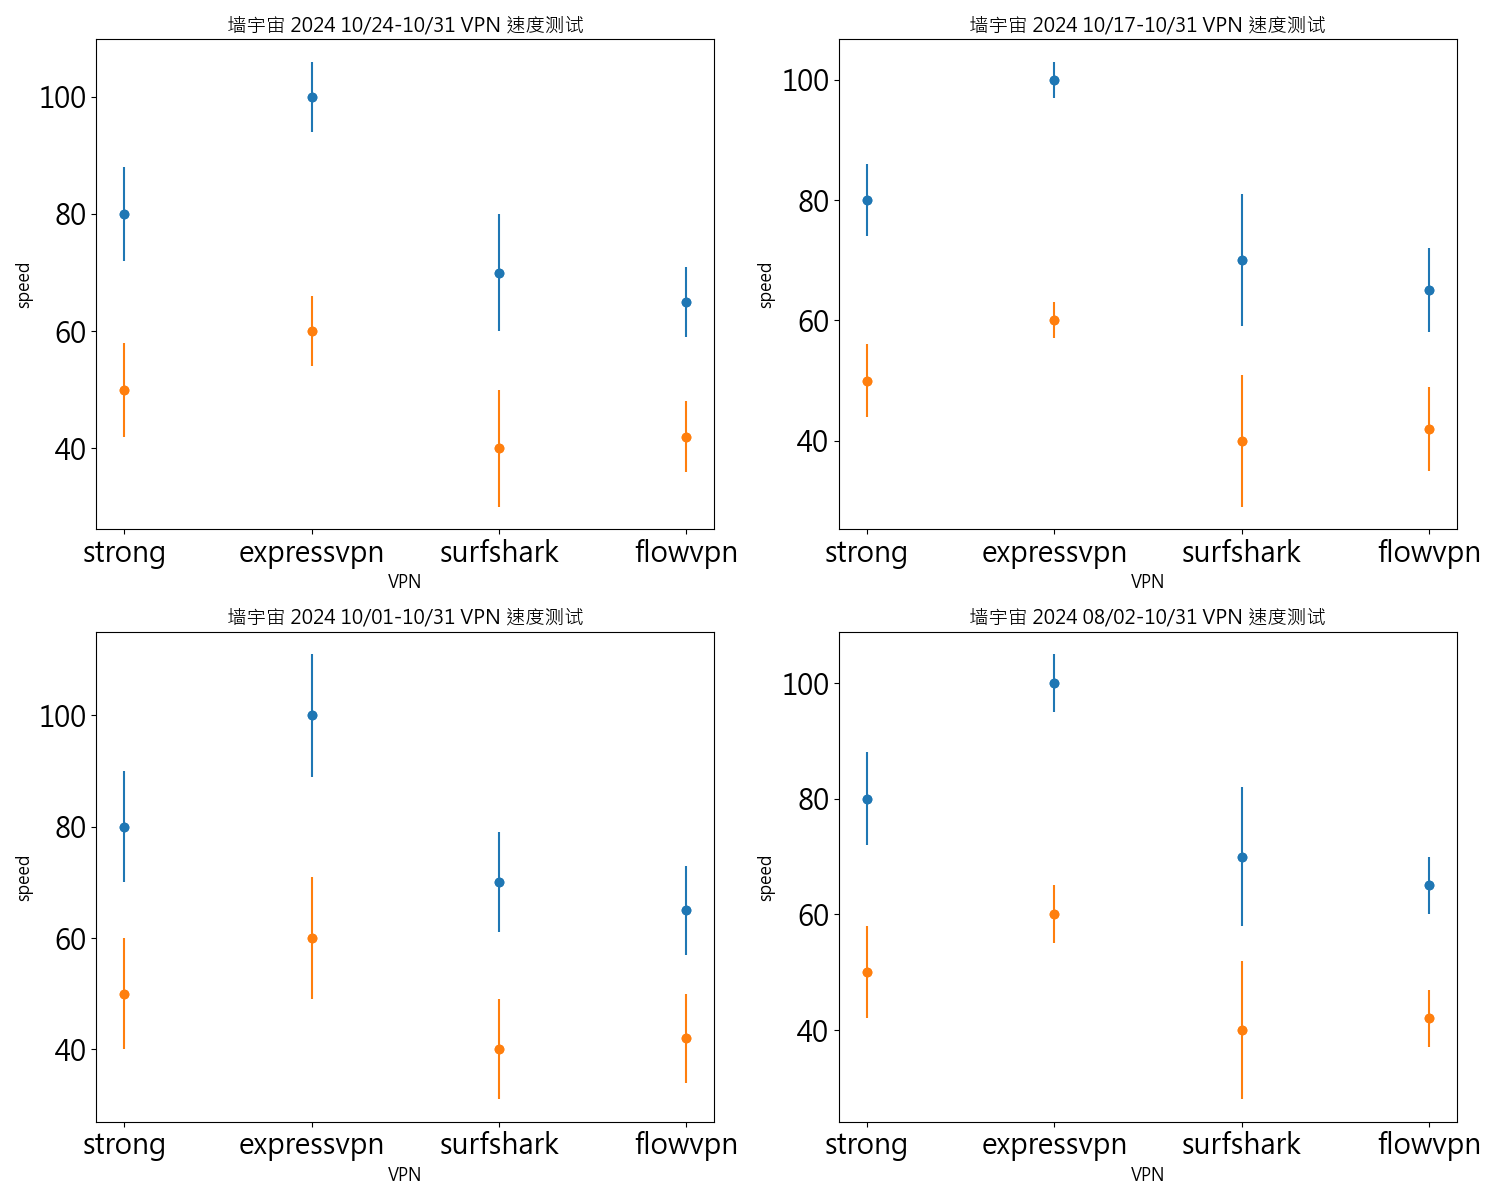 墙宇宙 2024 10/24-10/31 VPN 速度测试
speed
100
80
60
40
strong expressvpn surfshark flowvpn
VPN
墙宇宙 2024 10/17-10/31 VPN 速度测试
speed
100
80
60
40
strong expressvpn surfshark flowvpn
VPN
墙宇宙 2024 10/01-10/31 VPN 速度测试
speed
100
80
60
40
strong expressvpn surfshark flowvpn
VPN
墙宇宙 2024 08/02-10/31 VPN 速度测试
speed
100
80
60
40
strong expressvpn surfshark flowvpn
VPN